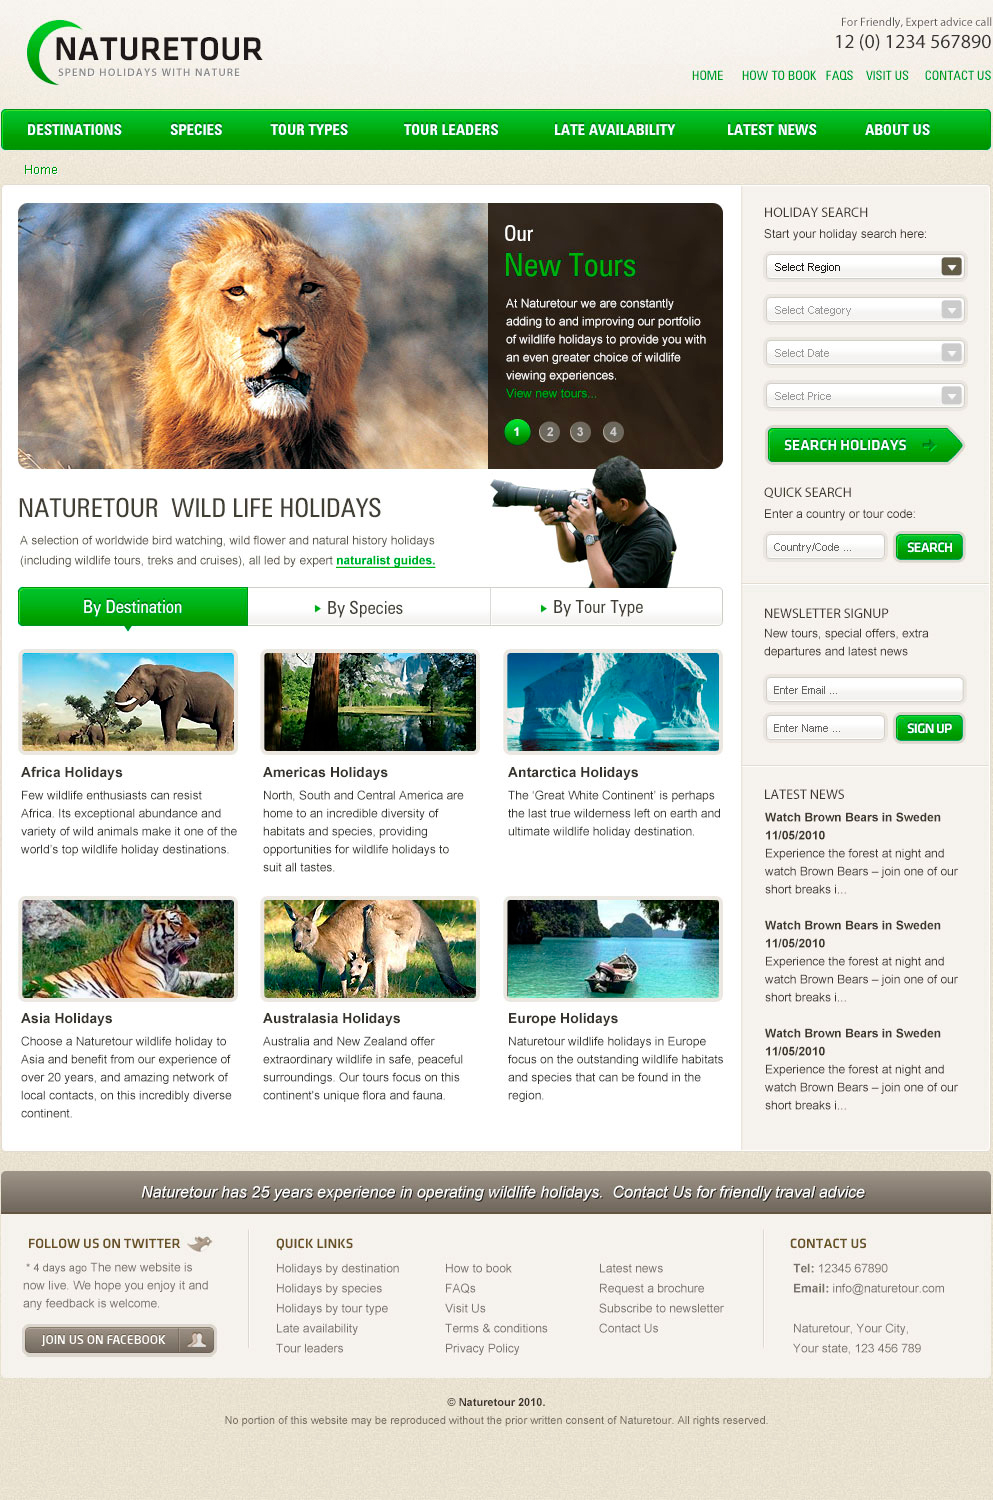 NATURETOUR
SPEND HOLIDAYS WITH NATURE
For Friendly, Expert advice call
12 (0) 1234 567890
HOME HOW TO BOOK FAQS VISIT US CONTACT US
DESTINATIONS SPECIES TOUR TYPES TOUR LEADERS LATE AVAILABILITY LATEST NEWS ABOUT US
Home
Our
New Tours
At Naturetour we are constantly
adding to and improving our portfolio
of wildlife holidays to provide you with
an even greater choice of wildlife
viewing experiences.
View new tours...
1 2 3 4
NATURETOUR WILD LIFE HOLIDAYS
A selection of worldwide bird watching, wild flower and natural history holidays
(including wildlife tours, treks and cruises), all led by expert naturalist guides.
By Destination By Species By Tour Type
Africa Holidays
Few wildlife enthusiasts can resist
Africa. Its exceptional abundance and
variety of wild animals make it one of the
world's top wildlife holiday destinations.
Americas Holidays
North, South and Central America are
home to an incredible diversity of
habitats and species, providing
opportunities for wildlife holidays to
suit all tastes.
Antarctica Holidays
The 'Great White Continent' is perhaps
the last true wilderness left on earth and
ultimate wildlife holiday destination.
Asia Holidays
Choose a Naturetour wildlife holiday to
Asia and benefit from our experience of
over 20 years, and amazing network of
local contacts, on this incredibly diverse
continent.
Australasia Holidays
Australia and New Zealand offer
extraordinary wildlife in safe, peaceful
surroundings. Our tours focus on this
continent's unique flora and fauna.
Europe Holidays
Naturetour wildlife holidays in Europe
focus on the outstanding wildlife habitats
and species that can be found in the
region.
HOLIDAY SEARCH
Start your holiday search here:
Select Region
Select Category
Select Date
Select Price
SEARCH HOLIDAYS
QUICK SEARCH
Enter a country or tour code:
Country/Code ... SEARCH
NEWSLETTER SIGNUP
New tours, special offers, extra
departures and latest news
Enter Email ...
Enter Name ... SIGN UP
LATEST NEWS
Watch Brown Bears in Sweden
11/05/2010
Experience the forest at night and
watch Brown Bears – join one of our
short breaks i...
Watch Brown Bears in Sweden
11/05/2010
Experience the forest at night and
watch Brown Bears – join one of our
short breaks i...
Watch Brown Bears in Sweden
11/05/2010
Experience the forest at night and
watch Brown Bears – join one of our
short breaks i...
Naturetour has 25 years experience in operating wildlife holidays. Contact Us for friendly traval advice
FOLLOW US ON TWITTER
* 4 days ago The new website is
now live. We hope you enjoy it and
any feedback is welcome.
JOIN US ON FACEBOOK
QUICK LINKS
Holidays by destination
Holidays by species
Holidays by tour type
Late availability
Tour leaders
How to book
FAQs
Visit Us
Terms & conditions
Privacy Policy
Latest news
Request a brochure
Subscribe to newsletter
Contact Us
CONTACT US
Tel: 12345 67890
Email: info@naturetour.com
Naturetour, Your City,
Your state, 123 456 789
© Naturetour 2010.
No portion of this website may be reproduced without the prior written consent of Naturetour. All rights reserved.